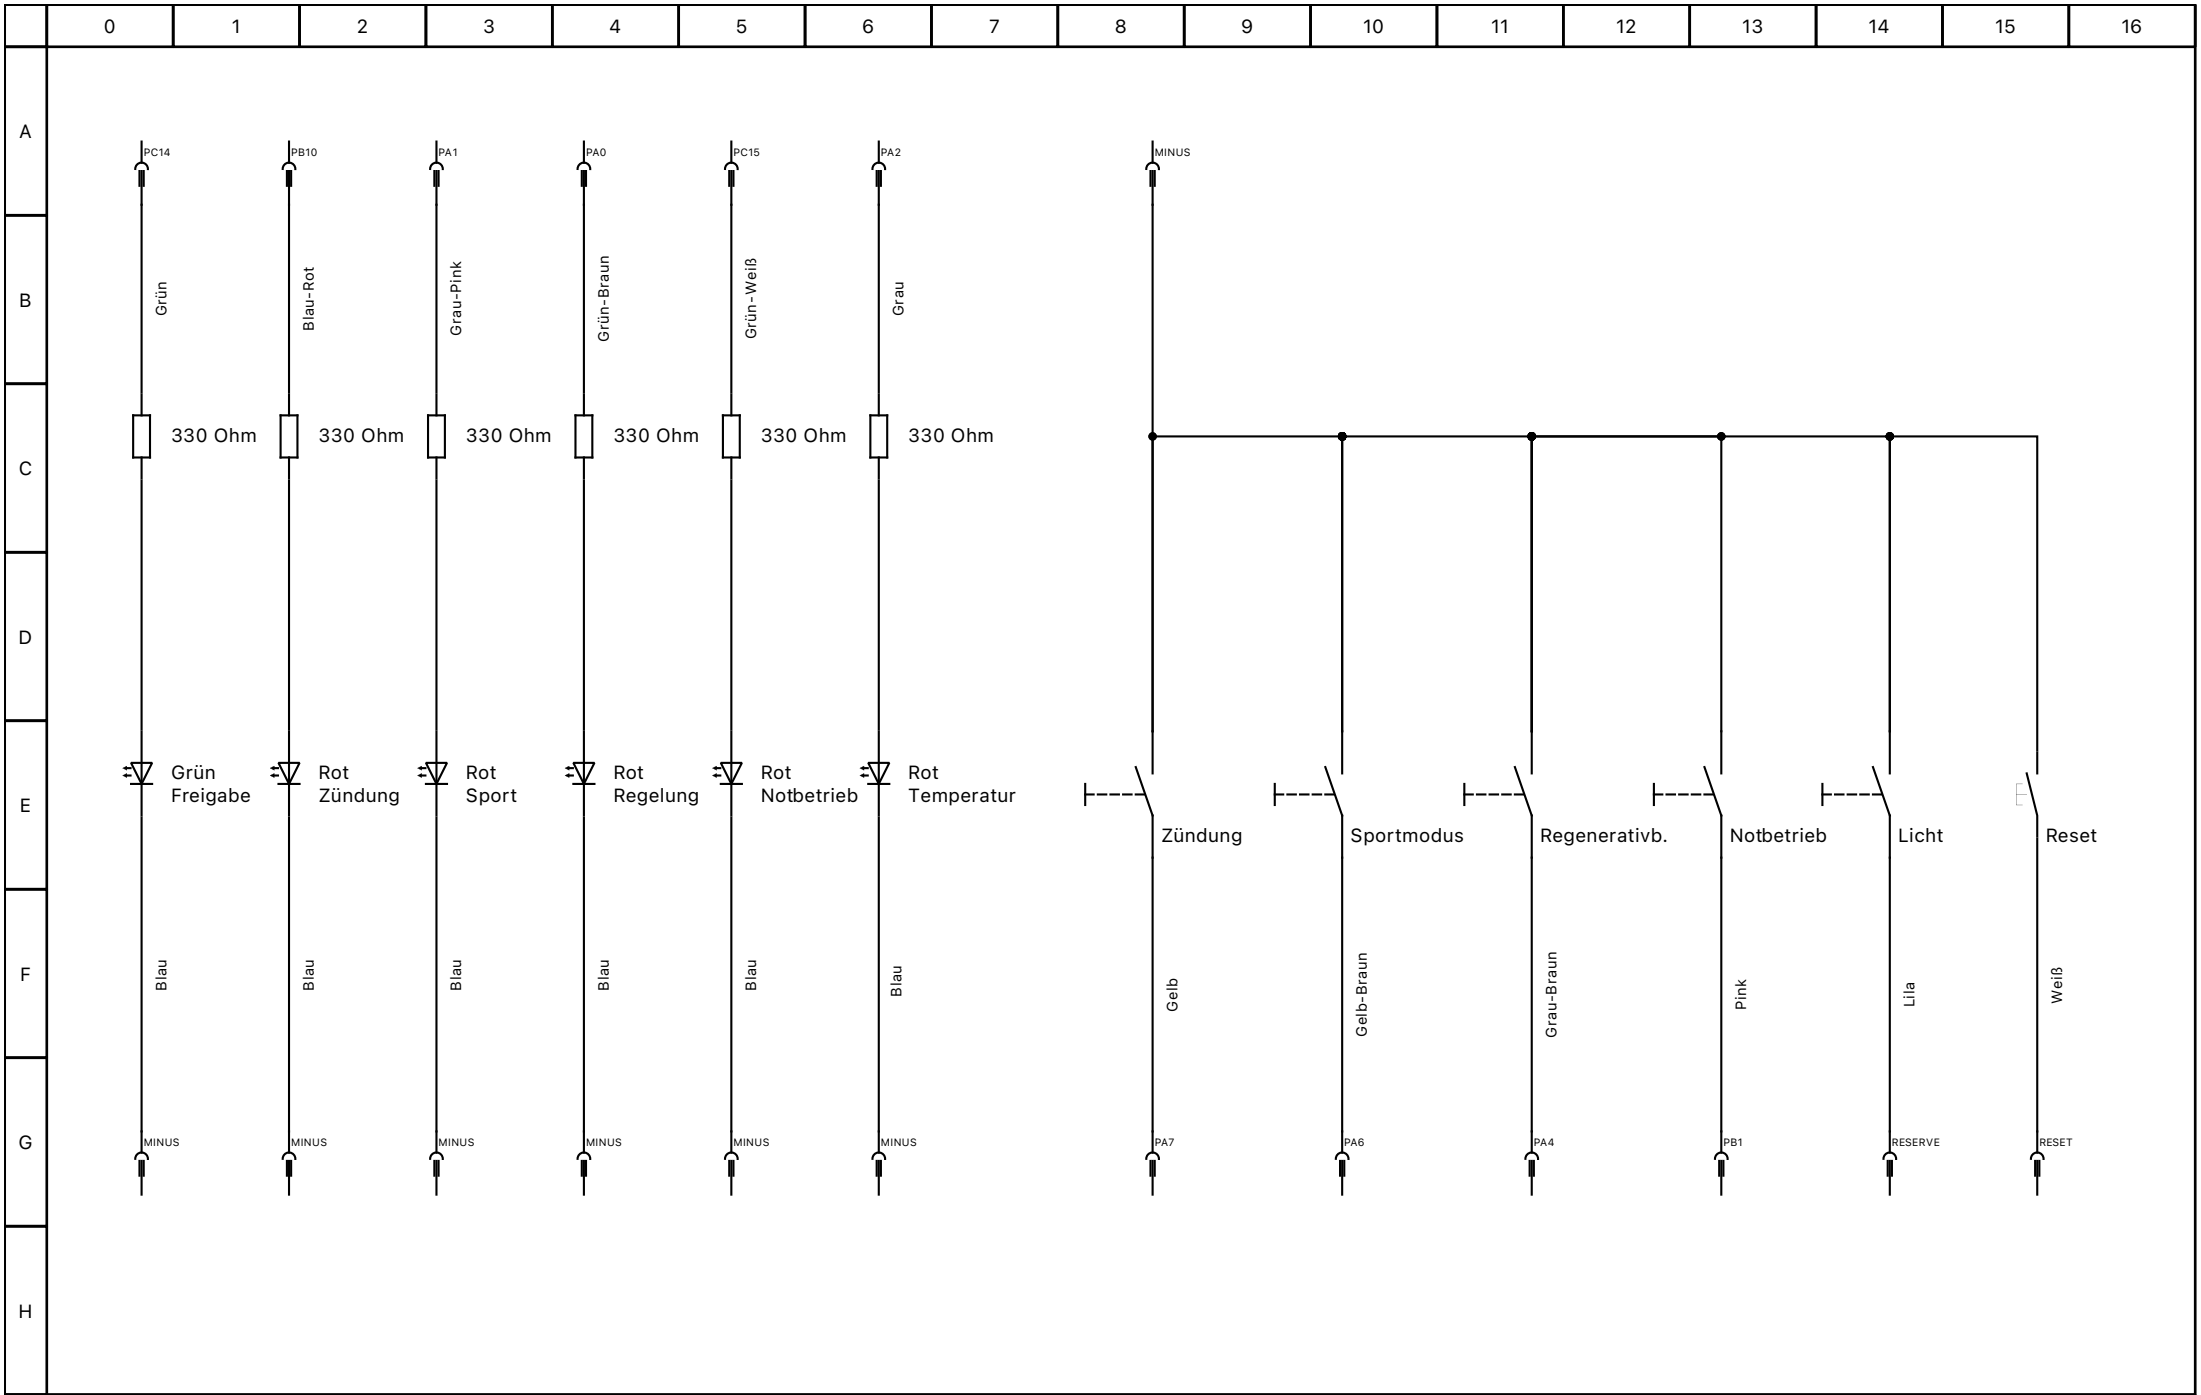 0 1 2 3 4 5 6 7 8 9 10 11 12 13 14 15 16
A
PC14 PB10 PA1 PA0 PC15 PA2 MINUS
B
Grün Blau-Rot Grau-Pink Grün-Braun Grün-Weiß Grau
330 Ohm 330 Ohm 330 Ohm 330 Ohm 330 Ohm 330 Ohm
C
D
Grün Rot Rot Rot Rot Rot
Freigabe Zündung Sport Regelung Notbetrieb Temperatur
E
Zündung Sportmodus Regenerativb. Notbetrieb Licht Reset
F
Blau Blau Blau Blau Blau Blau Gelb Gelb-Braun Grau-Braun Pink Lila Weiß
G
MINUS MINUS MINUS MINUS MINUS MINUS PA7 PA6 PA4 PB1 RESERVE RESET
H